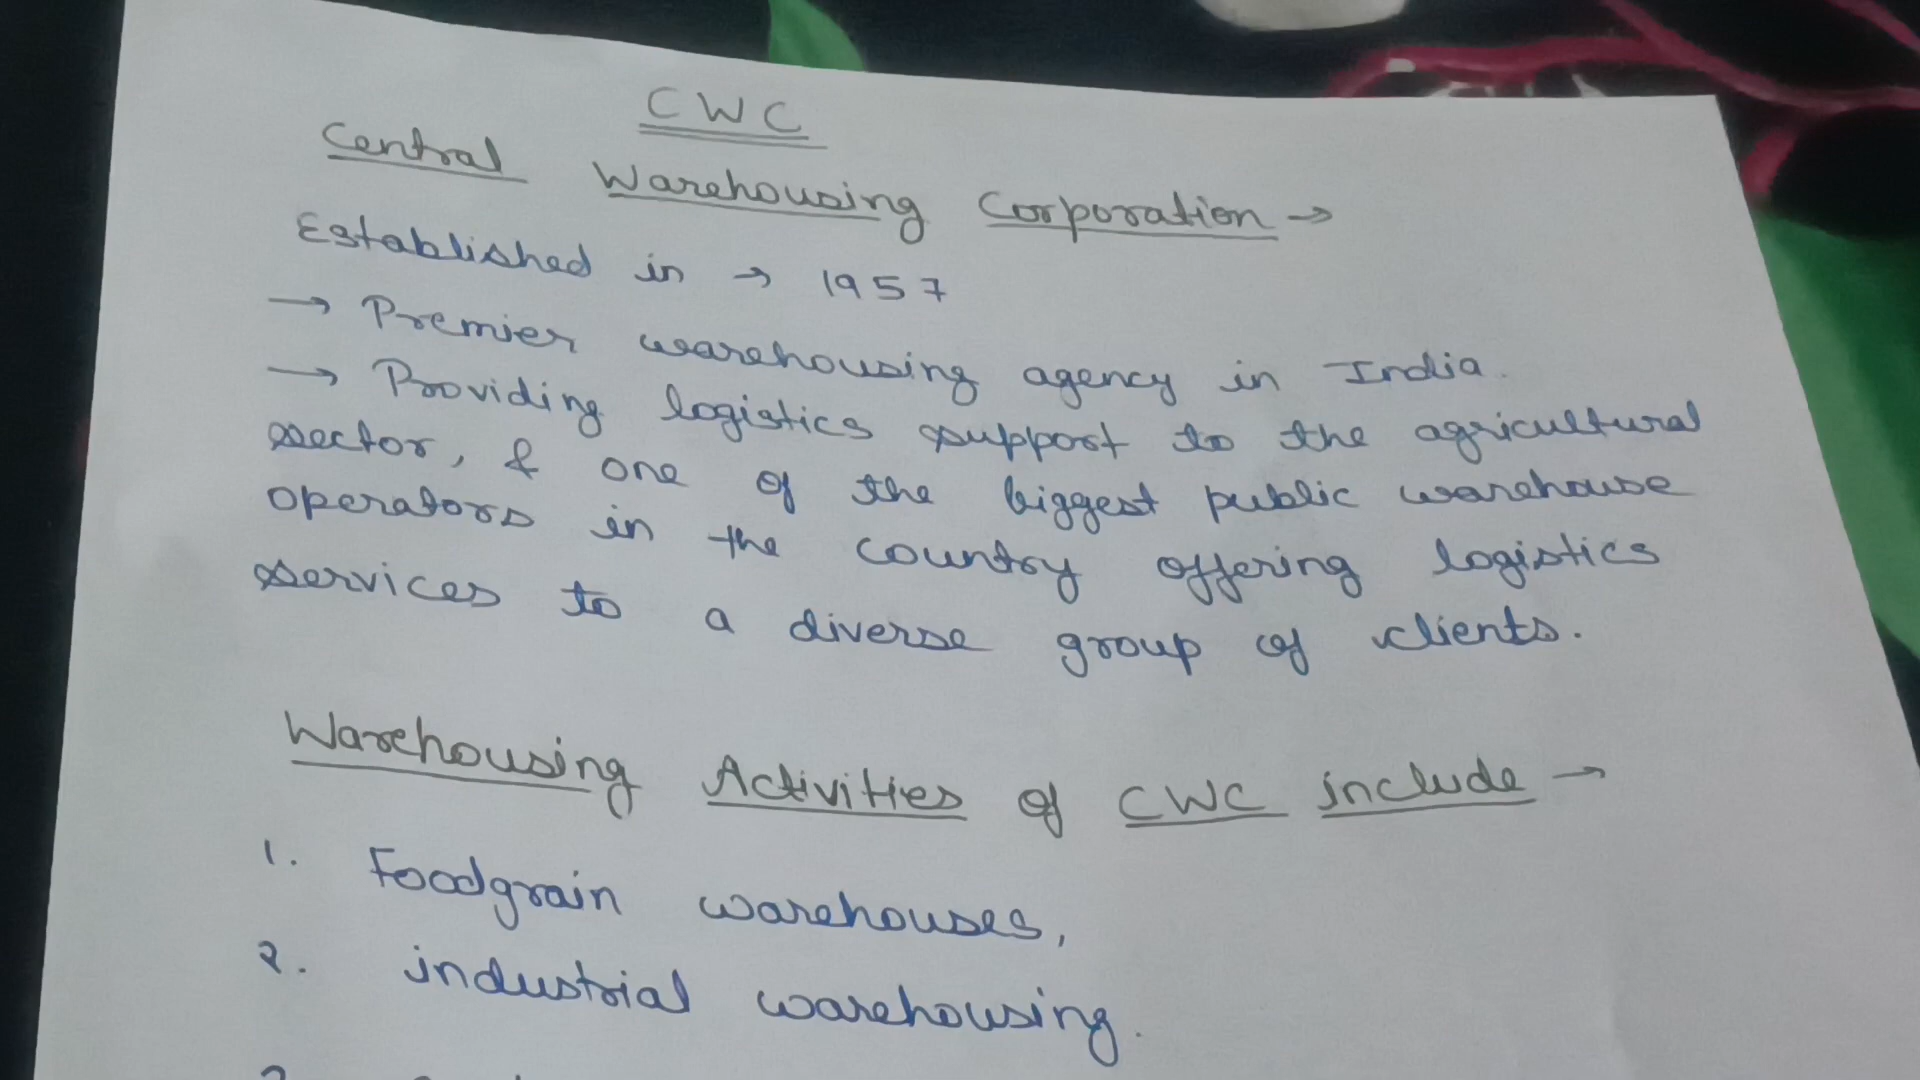 CWC
Central Warehousing Corporation →
Established in → 1957
→ Premier warehousing agency in India.
→ Providing logistics support to the agricultural
sector, & one of the biggest public warehouse
operators in the country offering logistics
services to a diverse group of clients.
Warehousing Activities of CWC include →
1. Foodgrain warehouses,
2. industrial warehousing.